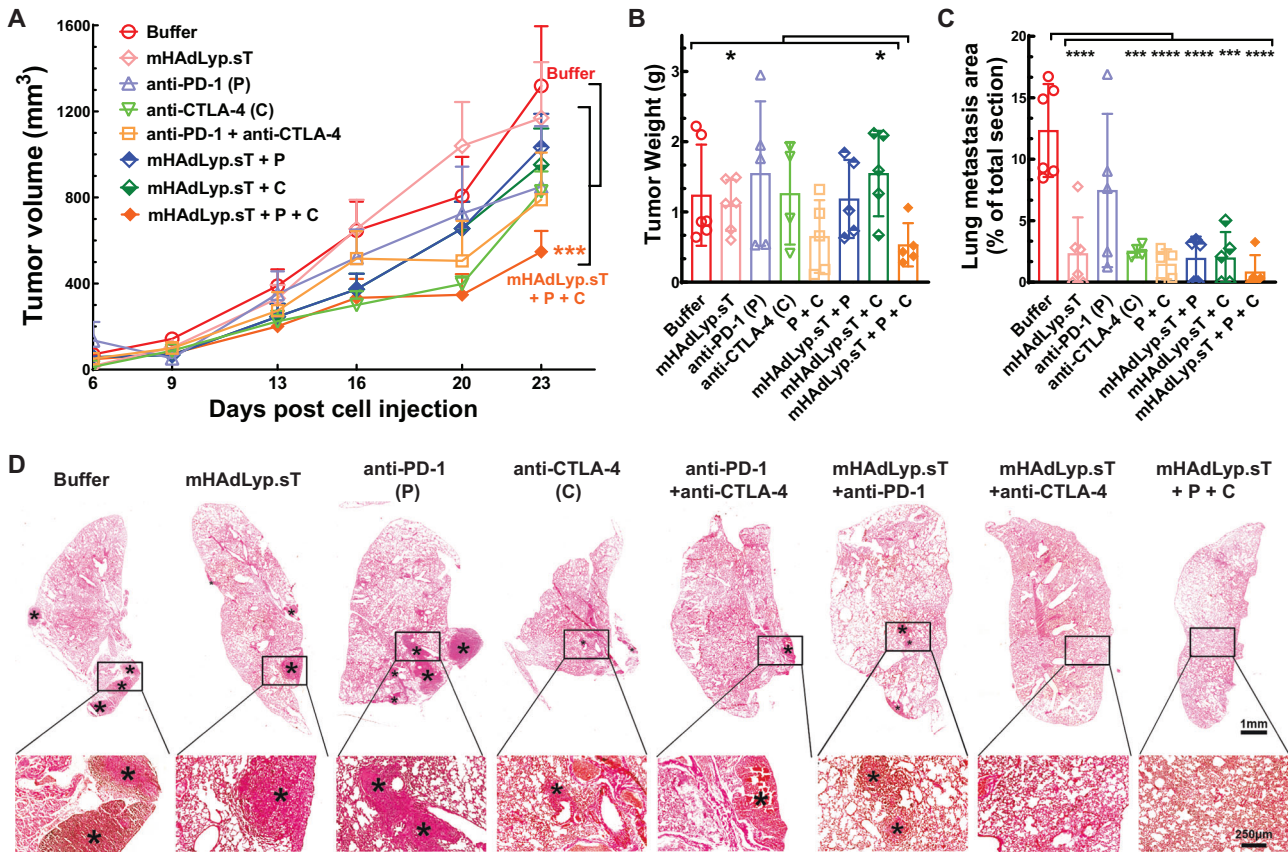 A
Tumor volume (mm3)
1600
1200
1000
800
400
0
6
9
13
16
20
23
Days post cell injection
Buffer
mHAdLyp.sT
anti-PD-1 (P)
anti-CTLA-4 (C)
anti-PD-1 + anti-CTLA-4
mHAdLyp.sT + P
mHAdLyp.sT + C
mHAdLyp.sT + P + C
Buffer
***
mHAdLyp.sT
+ P + C
B
Tumor Weight (g)
3
2
1
0
*
*
Buffer
mHAdLyp.sT
anti-PD-1 (P)
anti-CTLA-4 (C)
P + C
mHAdLyp.sT + P
mHAdLyp.sT + C
mHAdLyp.sT + P + C
C
Lung metastasis area
(% of total section)
20
15
10
5
0
****
***
****
****
***
****
Buffer
mHAdLyp.sT
anti-PD-1 (P)
anti-CTLA-4 (C)
P + C
mHAdLyp.sT + P
mHAdLyp.sT + C
mHAdLyp.sT + P + C
D
Buffer
mHAdLyp.sT
anti-PD-1
(P)
anti-CTLA-4
(C)
anti-PD-1
+anti-CTLA-4
mHAdLyp.sT
+anti-PD-1
mHAdLyp.sT
+anti-CTLA-4
mHAdLyp.sT
+ P + C
1mm
250μm